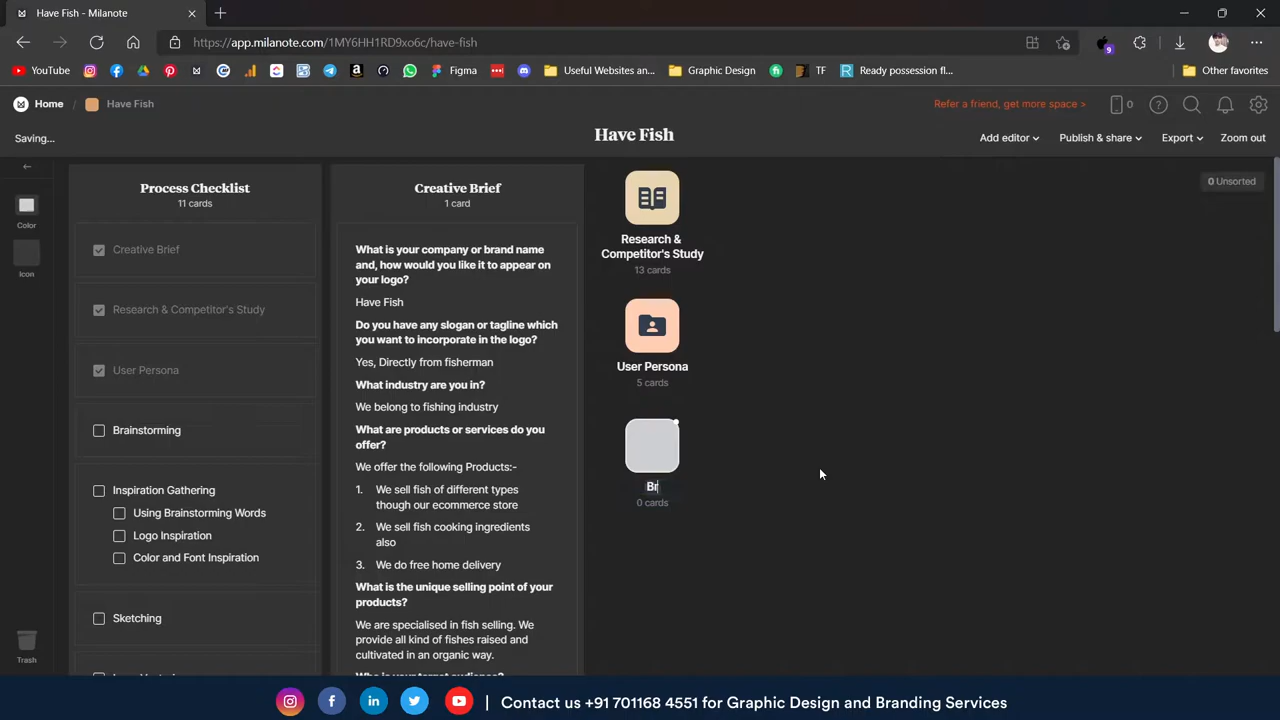 Have Fish - Milanote
https://app.milanote.com/1MY6HH1RD9xo6c/have-fish
9
YouTube
Figma
Useful Websites an...
Graphic Design
TF
Ready possession fl...
Other favorites
Home / Have Fish
Refer a friend, get more space >
0
Saving...
Have Fish
Add editor
Publish & share
Export
Zoom out
Color
Icon
Trash
Process Checklist
11 cards
Creative Brief
Research & Competitor's Study
User Persona
Brainstorming
Inspiration Gathering
Using Brainstorming Words
Logo Inspiration
Color and Font Inspiration
Sketching
Creative Brief
1 card
What is your company or brand name
and, how would you like it to appear on
your logo?
Have Fish
Do you have any slogan or tagline which
you want to incorporate in the logo?
Yes, Directly from fisherman
What industry are you in?
We belong to fishing industry
What are products or services do you
offer?
We offer the following Products:-
1. We sell fish of different types
though our ecommerce store
2. We sell fish cooking ingredients
also
3. We do free home delivery
What is the unique selling point of your
products?
We are specialised in fish selling. We
provide all kind of fishes raised and
cultivated in an organic way.
Research &
Competitor's Study
13 cards
User Persona
5 cards
Br
0 cards
0 Unsorted
Contact us +91 701168 4551 for Graphic Design and Branding Services